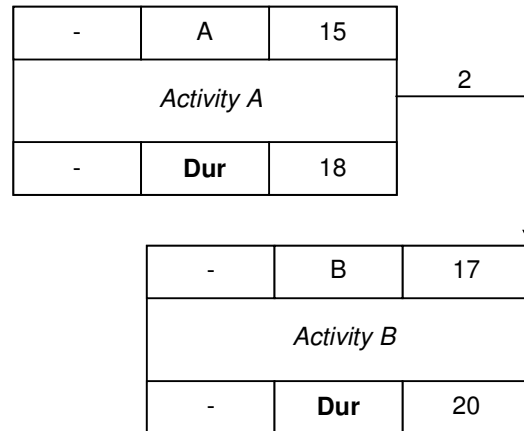 - A 15
Activity A
2
- Dur 18
- B 17
Activity B
- Dur 20